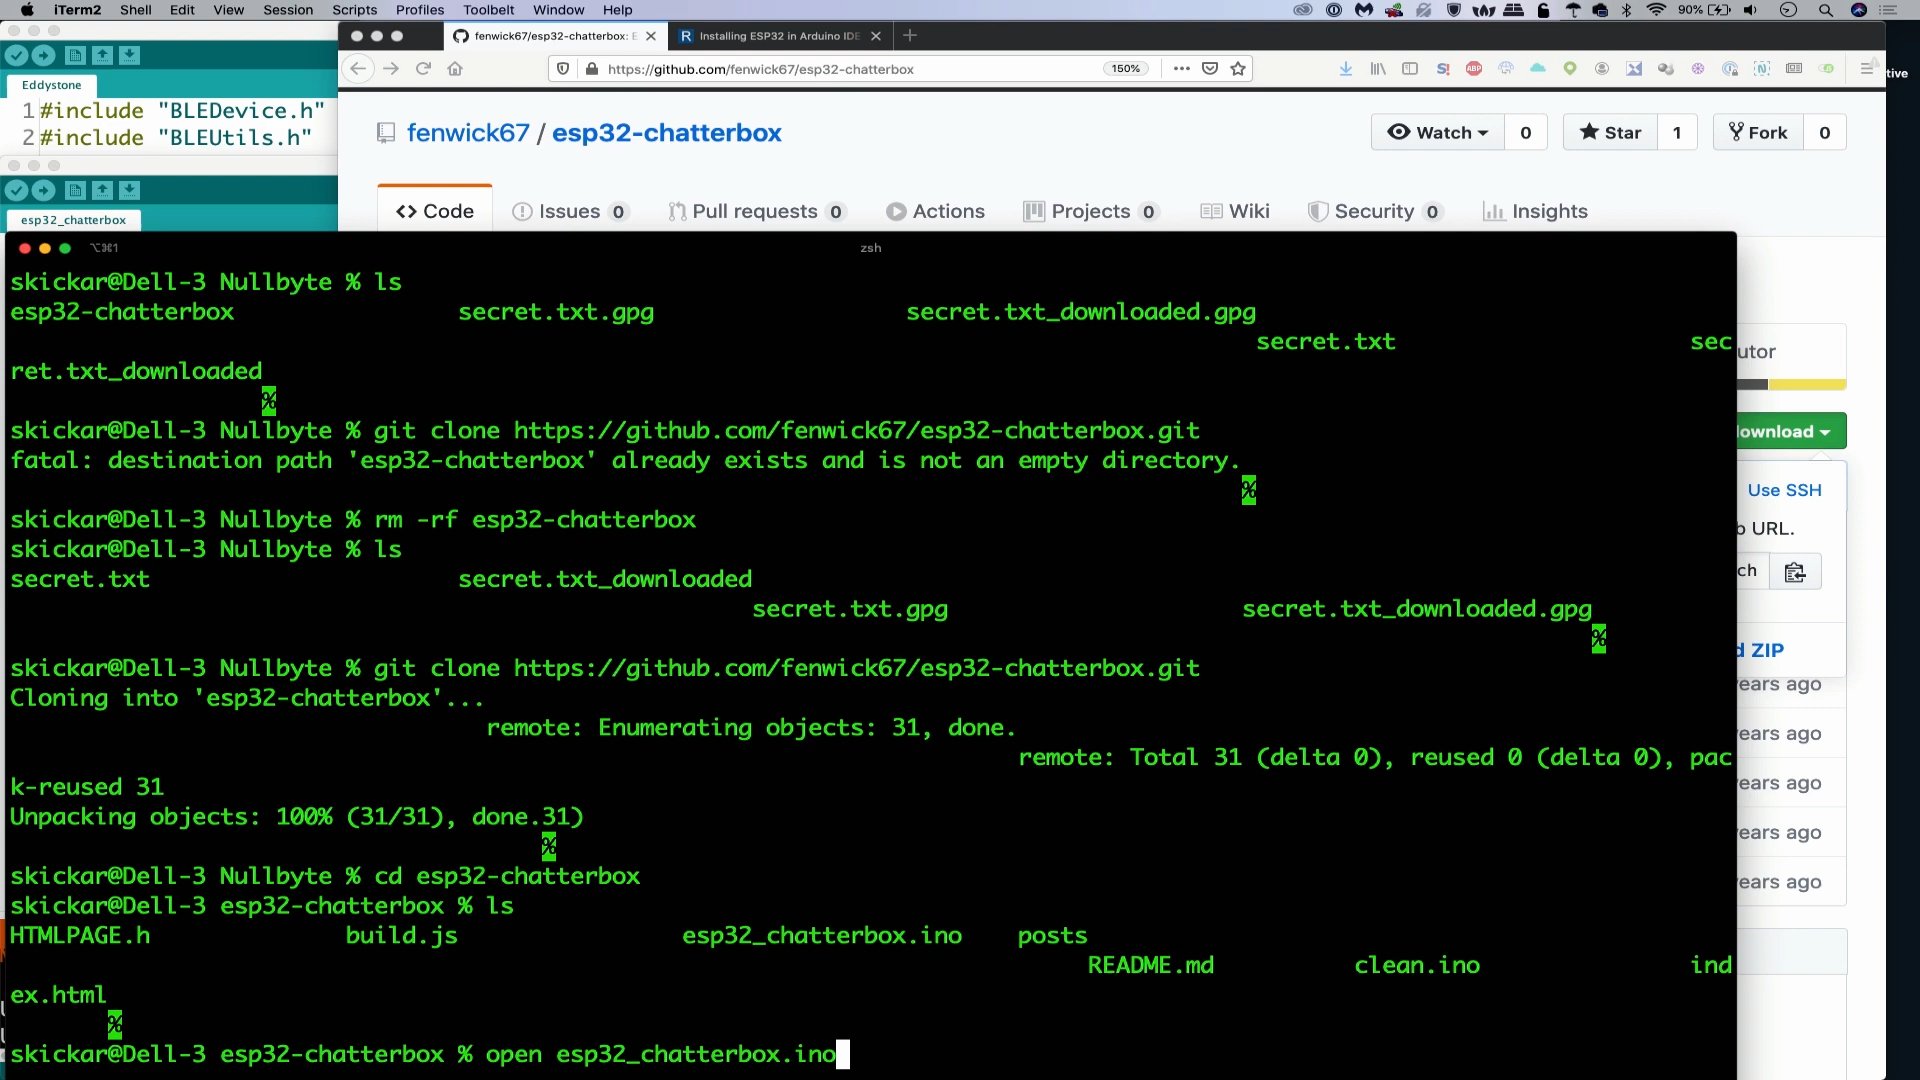 iTerm2 Shell Edit View Session Scripts Profiles Toolbelt Window Help 90%
fenwick67/esp32-chatterbox: E Installing ESP32 in Arduino IDE
https://github.com/fenwick67/esp32-chatterbox 150%
tive
Eddystone
1 #include "BLEDevice.h"
2 #include "BLEUtils.h"
fenwick67 / esp32-chatterbox
Watch 0 Star 1 Fork 0
Code Issues 0 Pull requests 0 Actions Projects 0 Wiki Security 0 Insights
esp32_chatterbox
⌥⌘1 zsh
skickar@Dell-3 Nullbyte % ls
esp32-chatterbox secret.txt.gpg secret.txt_downloaded.gpg
secret.txt sec
ret.txt_downloaded
%
skickar@Dell-3 Nullbyte % git clone https://github.com/fenwick67/esp32-chatterbox.git
fatal: destination path 'esp32-chatterbox' already exists and is not an empty directory.
%
skickar@Dell-3 Nullbyte % rm -rf esp32-chatterbox
skickar@Dell-3 Nullbyte % ls
secret.txt secret.txt_downloaded
secret.txt.gpg secret.txt_downloaded.gpg
%
skickar@Dell-3 Nullbyte % git clone https://github.com/fenwick67/esp32-chatterbox.git
Cloning into 'esp32-chatterbox'...
remote: Enumerating objects: 31, done.
remote: Total 31 (delta 0), reused 0 (delta 0), pac
k-reused 31
Unpacking objects: 100% (31/31), done.31)
%
skickar@Dell-3 Nullbyte % cd esp32-chatterbox
skickar@Dell-3 esp32-chatterbox % ls
HTMLPAGE.h build.js esp32_chatterbox.ino posts
README.md clean.ino ind
ex.html
%
skickar@Dell-3 esp32-chatterbox % open esp32_chatterbox.ino
utor
ownload
Use SSH
b URL.
ch
d ZIP
years ago
years ago
years ago
years ago
years ago